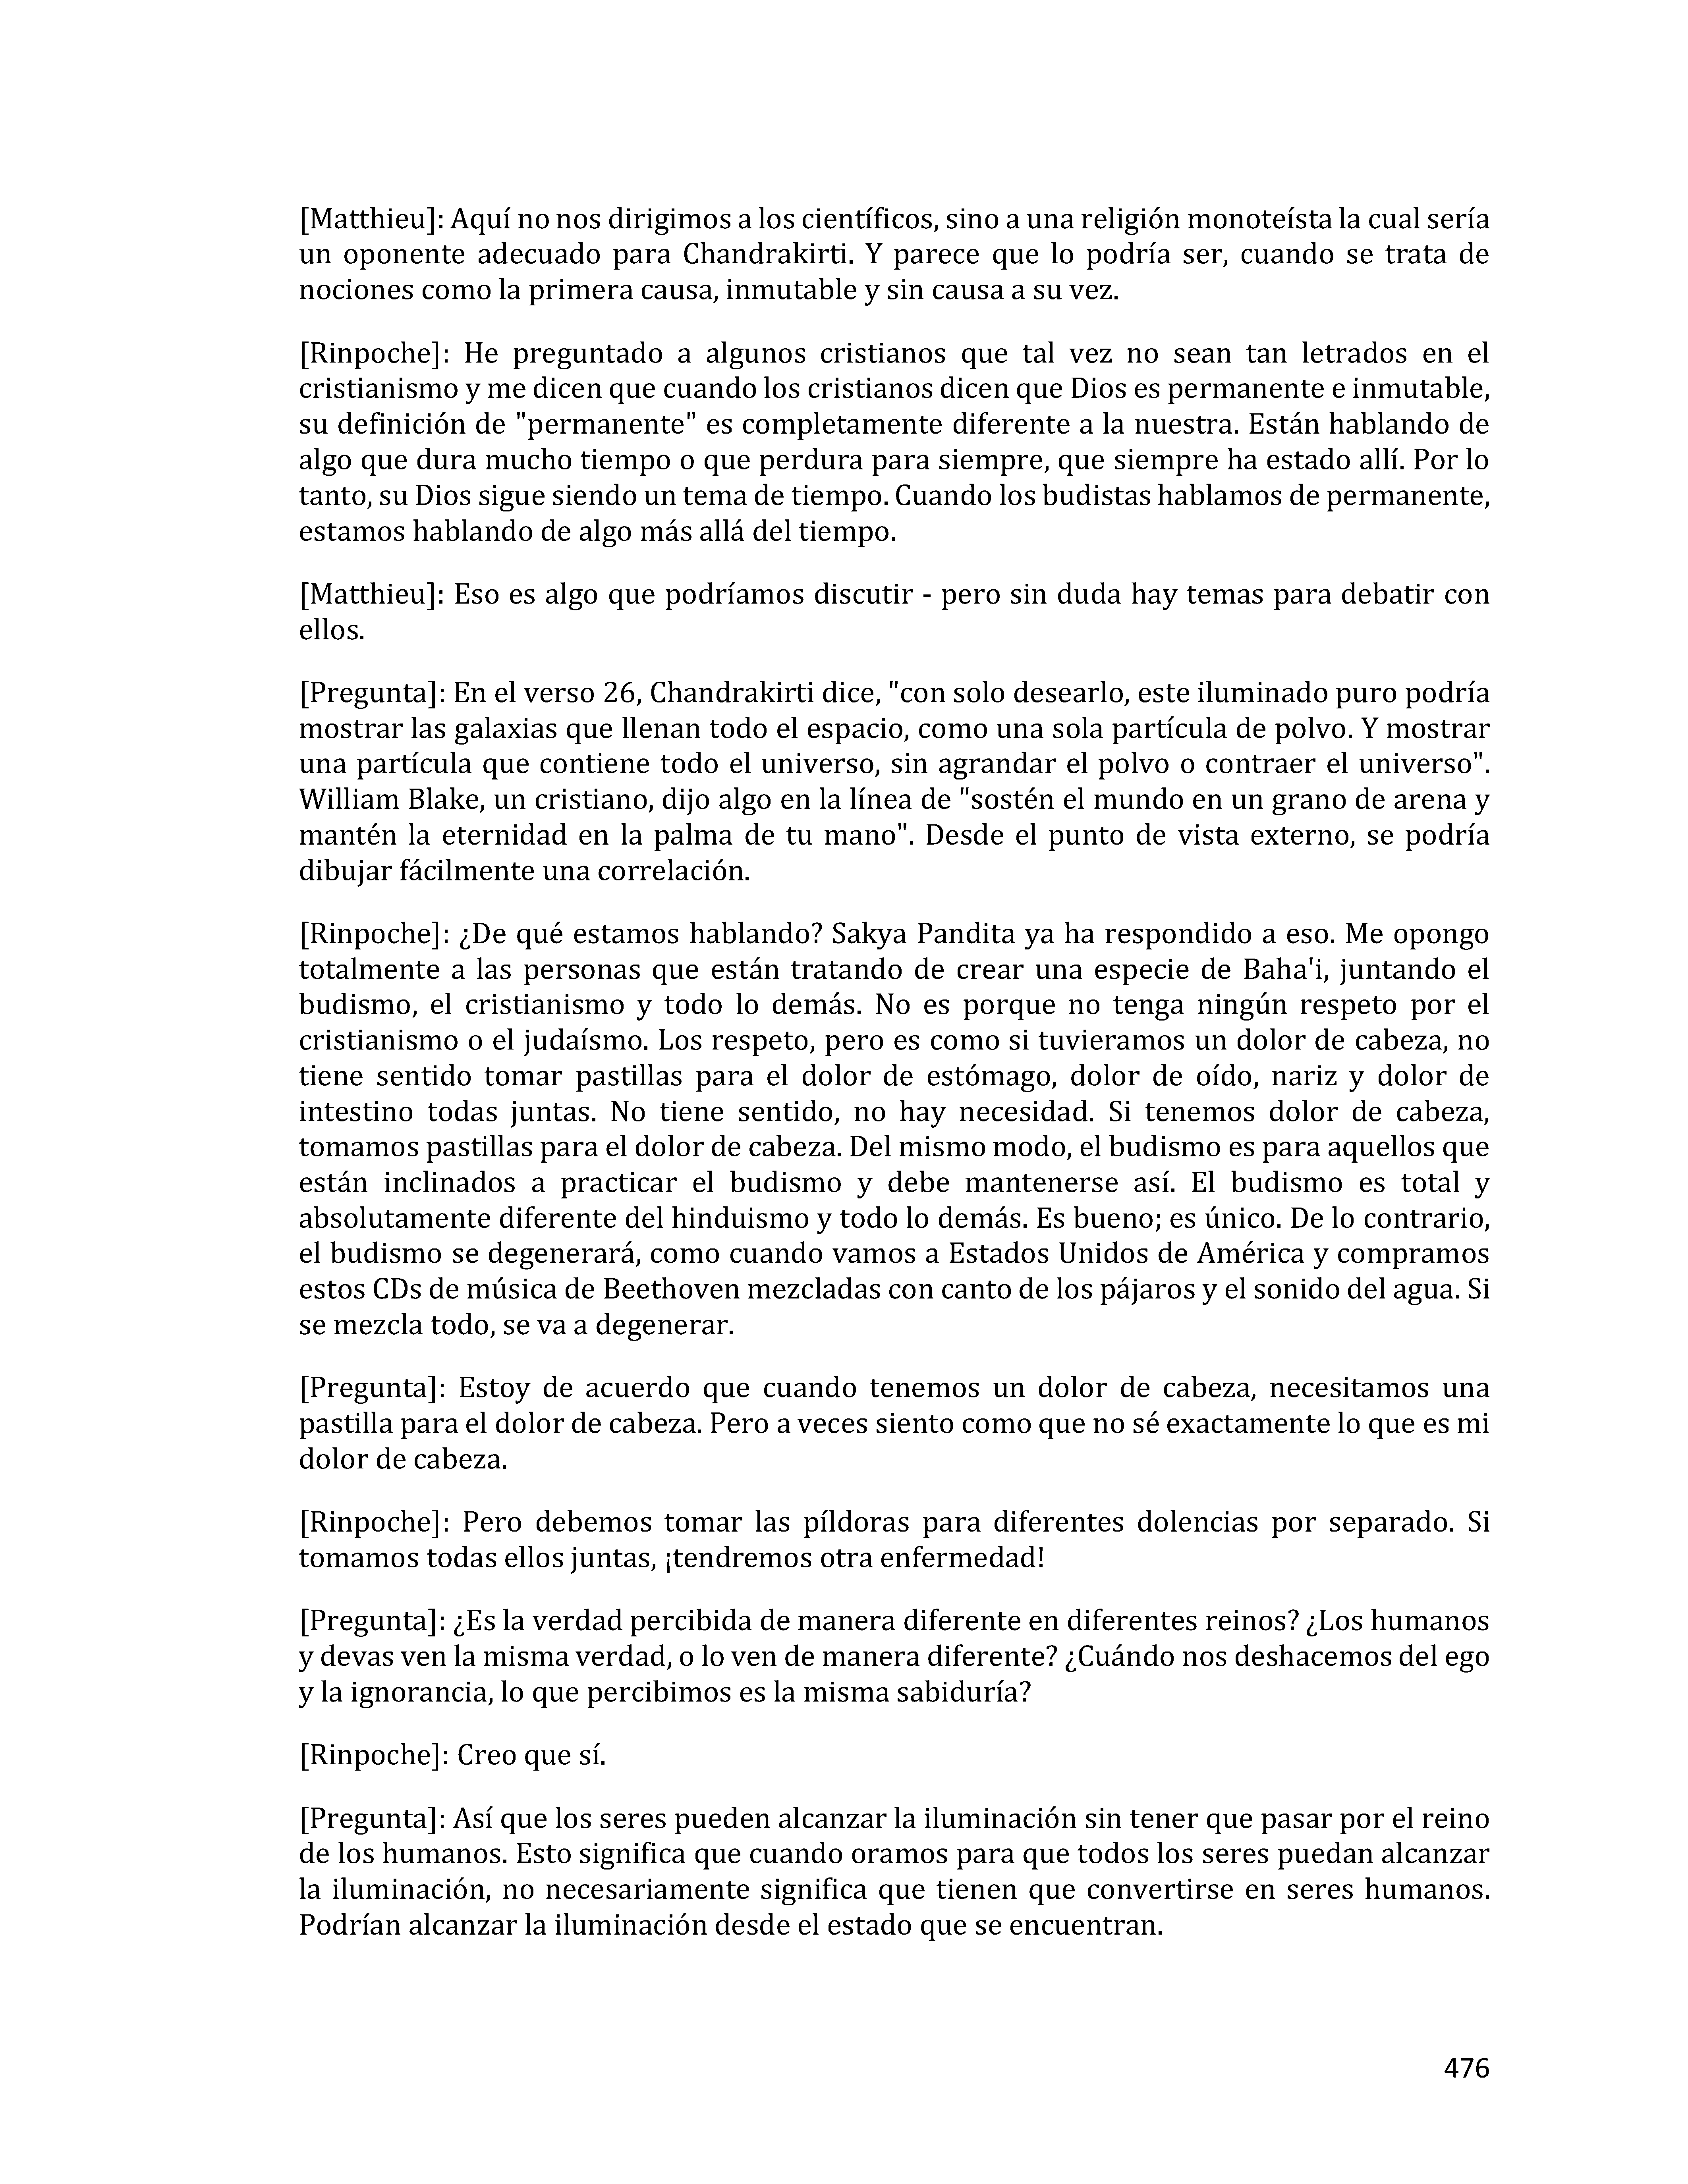 [Matthieu]: Aquí no nos dirigimos a los científicos, sino a una religión monoteísta la cual sería
un oponente adecuado para Chandrakirti. Y parece que lo podría ser, cuando se trata de
nociones como la primera causa, inmutable y sin causa a su vez.
[Rinpoche]: He preguntado a algunos cristianos que tal vez no sean tan letrados en el
cristianismo y me dicen que cuando los cristianos dicen que Dios es permanente e inmutable,
su definición de "permanente" es completamente diferente a la nuestra. Están hablando de
algo que dura mucho tiempo o que perdura para siempre, que siempre ha estado allí. Por lo
tanto, su Dios sigue siendo un tema de tiempo. Cuando los budistas hablamos de permanente,
estamos hablando de algo más allá del tiempo.
[Matthieu]: Eso es algo que podríamos discutir - pero sin duda hay temas para debatir con
ellos.
[Pregunta]: En el verso 26, Chandrakirti dice, "con solo desearlo, este iluminado puro podría
mostrar las galaxias que llenan todo el espacio, como una sola partícula de polvo. Y mostrar
una partícula que contiene todo el universo, sin agrandar el polvo o contraer el universo".
William Blake, un cristiano, dijo algo en la línea de "sostén el mundo en un grano de arena y
mantén la eternidad en la palma de tu mano". Desde el punto de vista externo, se podría
dibujar fácilmente una correlación.
[Rinpoche]: ¿De qué estamos hablando? Sakya Pandita ya ha respondido a eso. Me opongo
totalmente a las personas que están tratando de crear una especie de Baha'i, juntando el
budismo, el cristianismo y todo lo demás. No es porque no tenga ningún respeto por el
cristianismo o el judaísmo. Los respeto, pero es como si tuvieramos un dolor de cabeza, no
tiene sentido tomar pastillas para el dolor de estómago, dolor de oído, nariz y dolor de
intestino todas juntas. No tiene sentido, no hay necesidad. Si tenemos dolor de cabeza,
tomamos pastillas para el dolor de cabeza. Del mismo modo, el budismo es para aquellos que
están inclinados a practicar el budismo y debe mantenerse así. El budismo es total y
absolutamente diferente del hinduismo y todo lo demás. Es bueno; es único. De lo contrario,
el budismo se degenerará, como cuando vamos a Estados Unidos de América y compramos
estos CDs de música de Beethoven mezcladas con canto de los pájaros y el sonido del agua. Si
se mezcla todo, se va a degenerar.
[Pregunta]: Estoy de acuerdo que cuando tenemos un dolor de cabeza, necesitamos una
pastilla para el dolor de cabeza. Pero a veces siento como que no sé exactamente lo que es mi
dolor de cabeza.
[Rinpoche]: Pero debemos tomar las píldoras para diferentes dolencias por separado. Si
tomamos todas ellos juntas, ¡tendremos otra enfermedad!
[Pregunta]: ¿Es la verdad percibida de manera diferente en diferentes reinos? ¿Los humanos
y devas ven la misma verdad, o lo ven de manera diferente? ¿Cuándo nos deshacemos del ego
y la ignorancia, lo que percibimos es la misma sabiduría?
[Rinpoche]: Creo que sí.
[Pregunta]: Así que los seres pueden alcanzar la iluminación sin tener que pasar por el reino
de los humanos. Esto significa que cuando oramos para que todos los seres puedan alcanzar
la iluminación, no necesariamente significa que tienen que convertirse en seres humanos.
Podrían alcanzar la iluminación desde el estado que se encuentran.
476